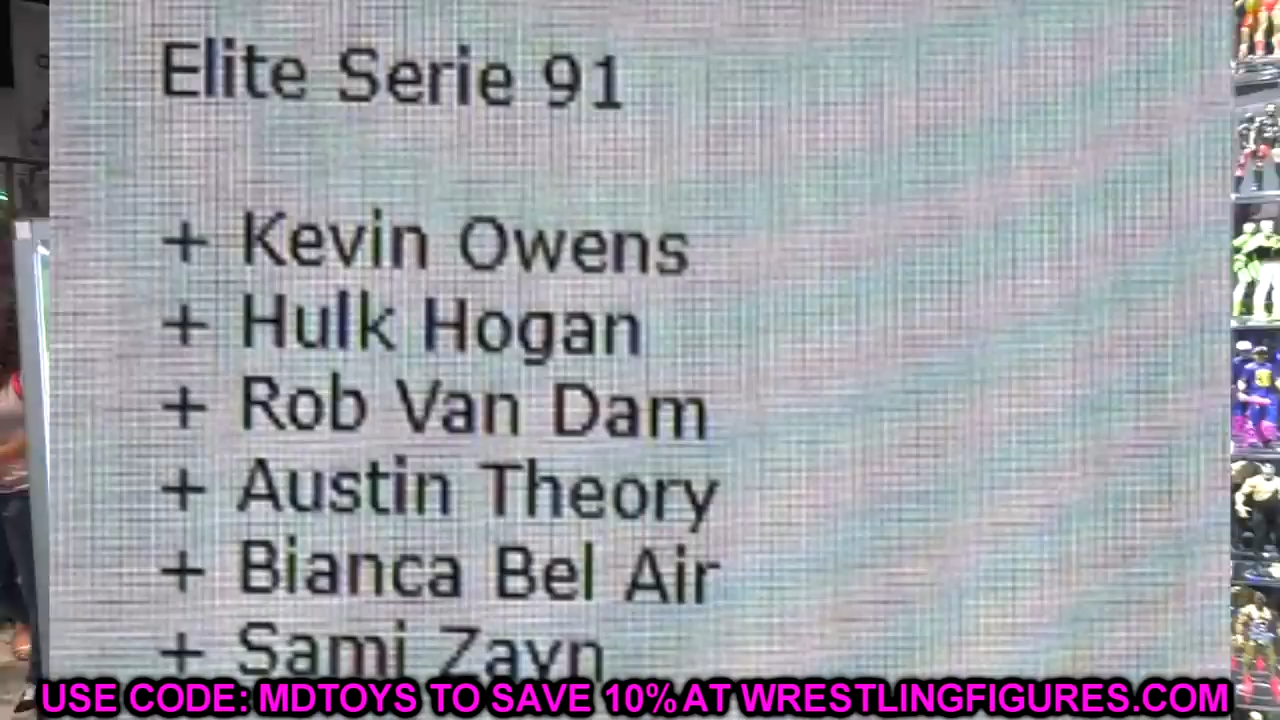 Elite Serie 91
+ Kevin Owens
+ Hulk Hogan
+ Rob Van Dam
+ Austin Theory
+ Bianca Bel Air
+ Sami Zayn
USE CODE: MDTOYS TO SAVE 10% AT WRESTLINGFIGURES.COM